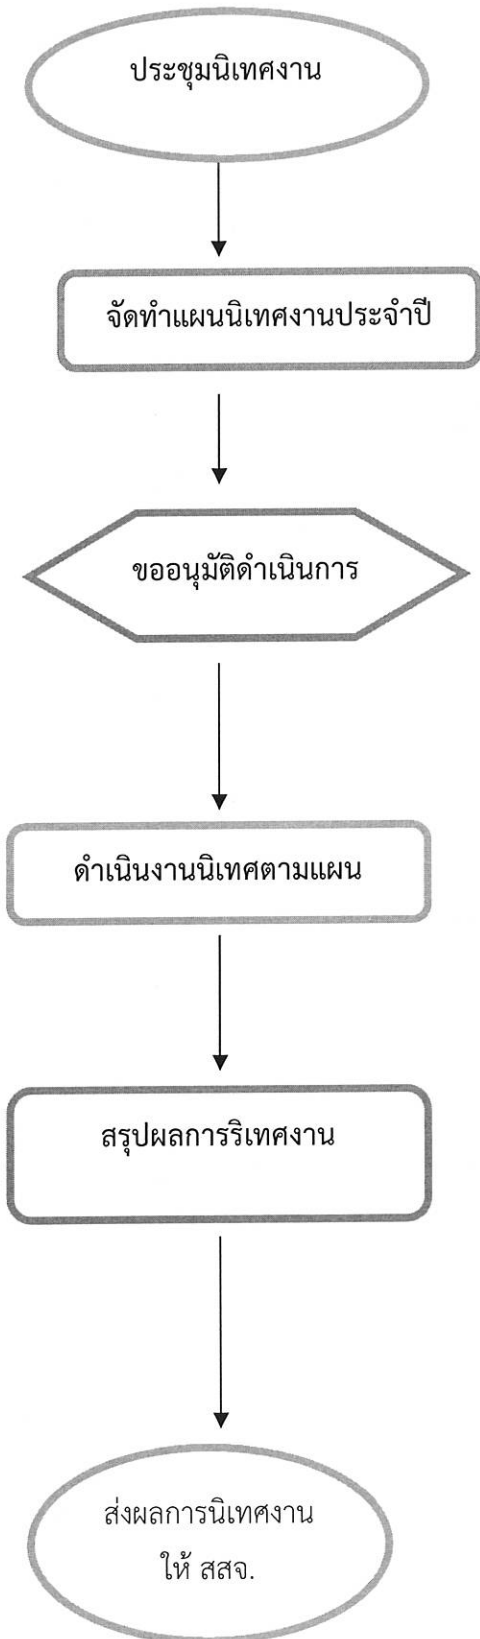 ประชุมนิเทศงาน
จัดทำแผนนิเทศงานประจำปี
ขออนุมัติดำเนินการ
ดำเนินงานนิเทศตามแผน
สรุปผลการริเทศงาน
ส่งผลการนิเทศงาน
ให้ สสจ.